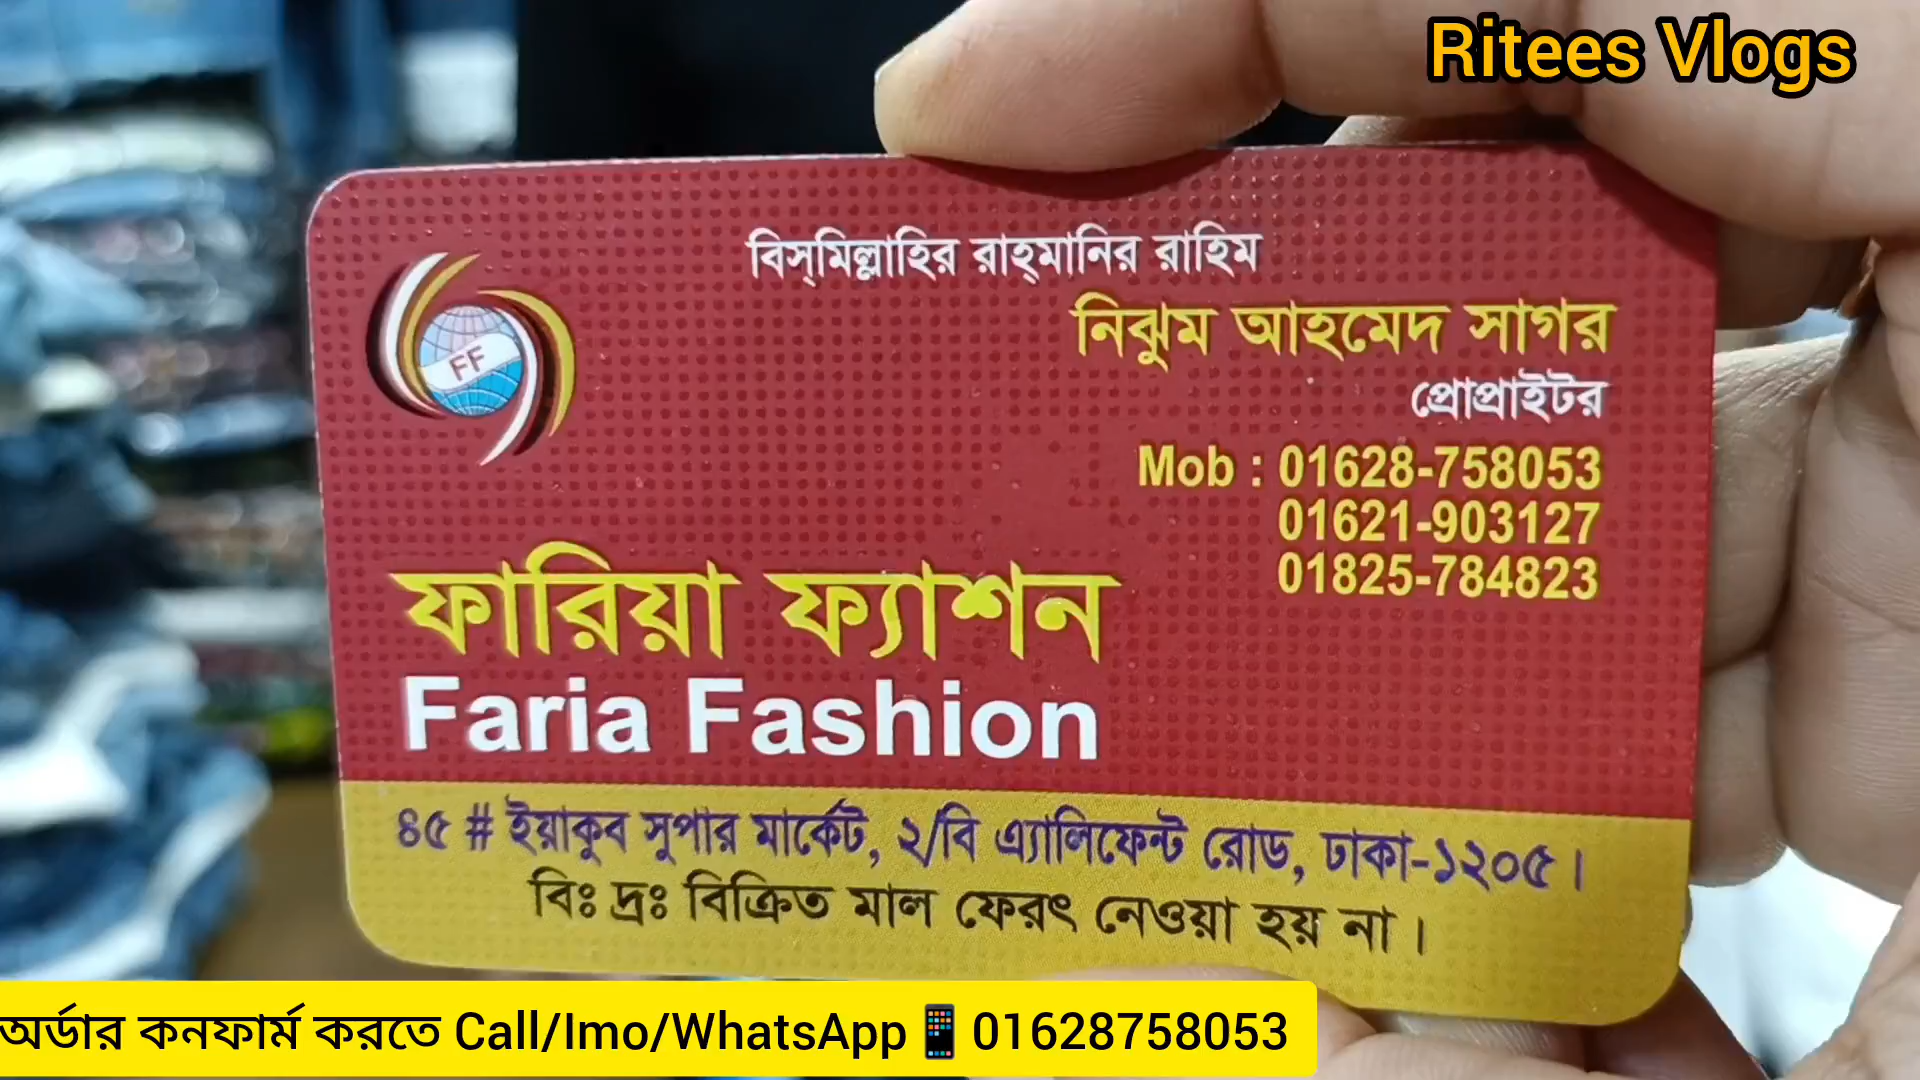 Ritees Vlogs
বিস্‌মিল্লাহির রাহ্‌মানির রাহিম
FF
নিঝুম আহমেদ সাগর
প্রোপ্রাইটর
Mob : 01628-758053
01621-903127
01825-784823
ফারিয়া ফ্যাশন
Faria Fashion
৪৫ # ইয়াকুব সুপার মার্কেট, ২/বি এ্যালিফেন্ট রোড, ঢাকা-১২০৫।
বিঃ দ্রঃ বিক্রিত মাল ফেরৎ নেওয়া হয় না।
অর্ডার কনফার্ম করতে Call/Imo/WhatsApp📱01628758053